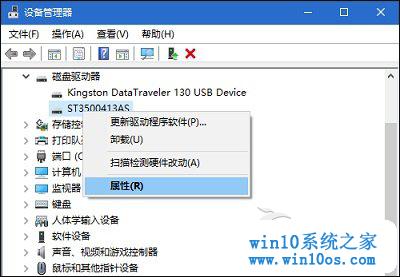 设备管理器
文件(F) 操作(A) 查看(V) 帮助(H)
磁盘驱动器
Kingston DataTraveler 130 USB Device
ST3500413AS
更新驱动程序软件(P)...
存储控制
卸载(U)
打印队列
端口 (CO
扫描检测硬件改动(A)
计算机
监视器
属性(R)
键盘
人体学输入设备
软件设备
声音、视频和游戏控制器
鼠标和其他指针设备
win10系统之家
www.win10os.com